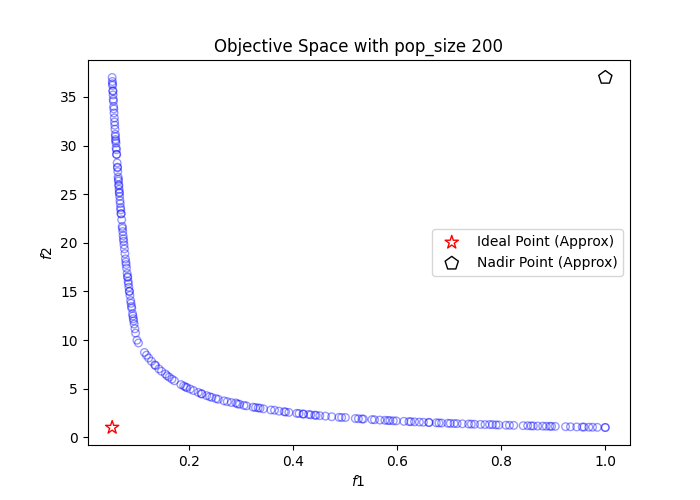 Objective Space with pop_size 200
f2
35
30
25
20
15
10
5
0
Ideal Point (Approx)
Nadir Point (Approx)
0.2 0.4 0.6 0.8 1.0
f1